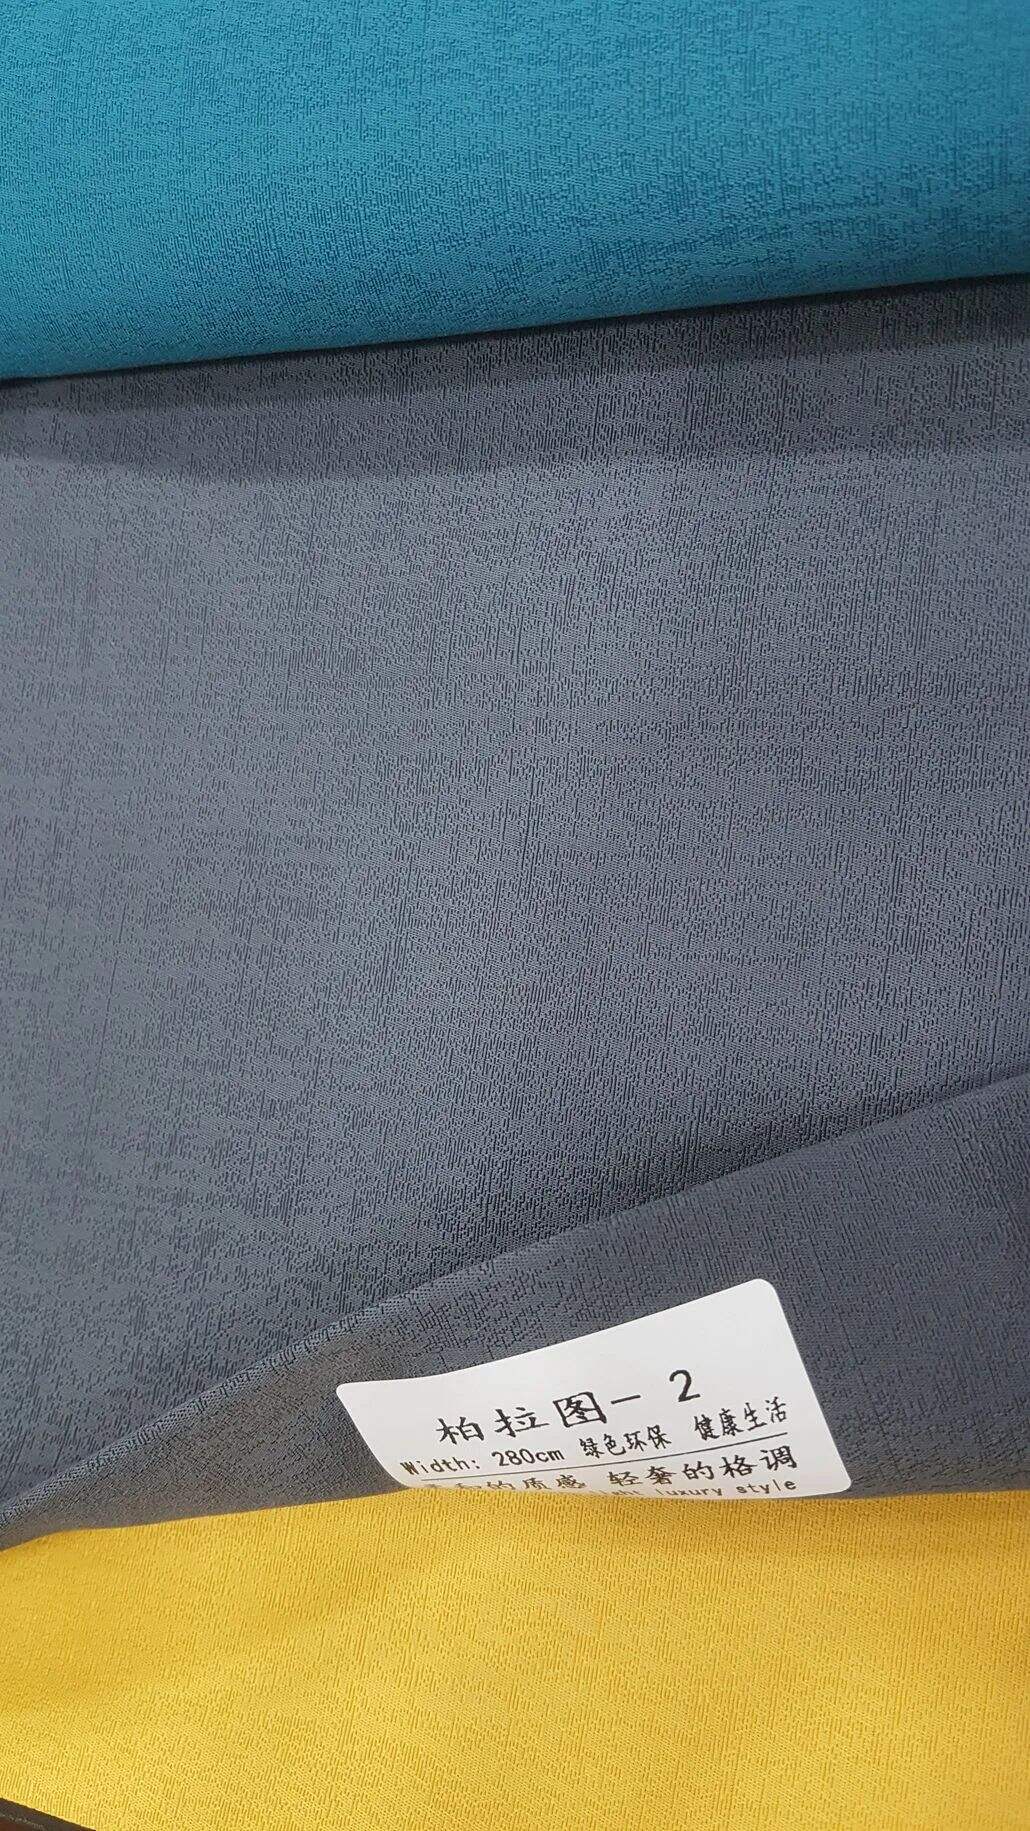 柏拉图-2
Width: 280cm 绿色环保 健康生活
的质感 轻奢的格调
luxury style